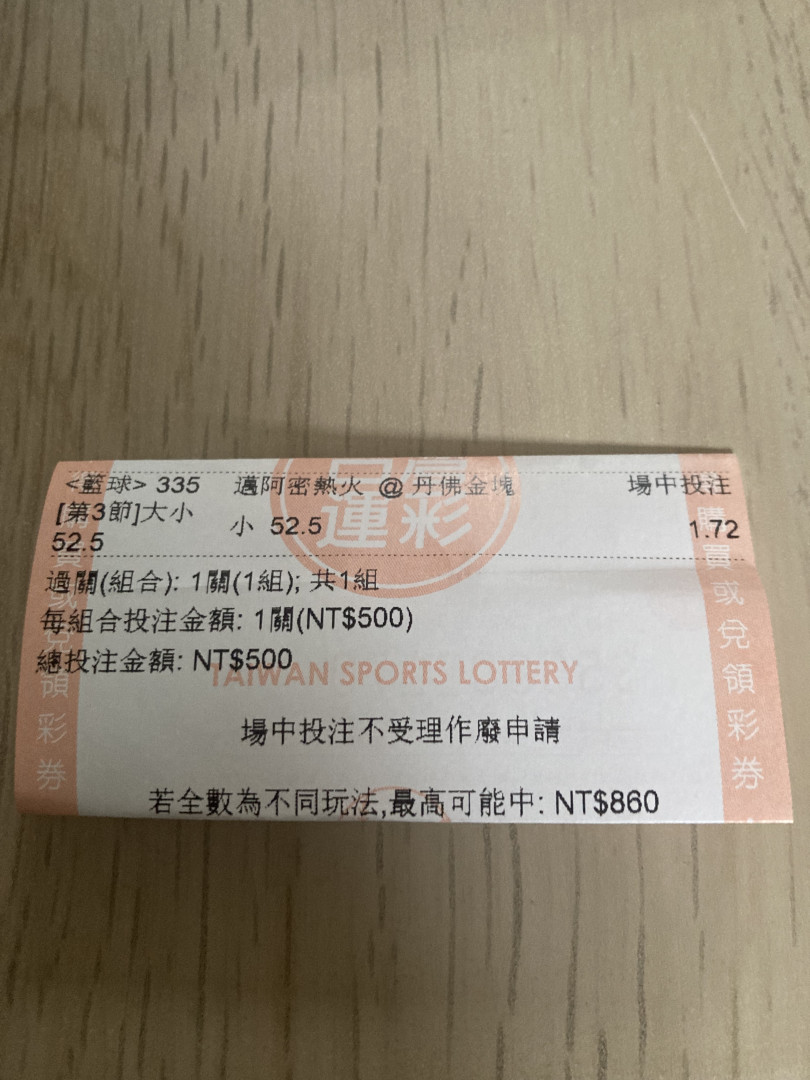 <籃球> 335 邁阿密熱火 @ 丹佛金塊 場中投注
[第3節]大小 小 52.5 1.72
52.5
過關(組合): 1關(1組); 共1組
每組合投注金額: 1關(NT$500)
總投注金額: NT$500
TAIWAN SPORTS LOTTERY
場中投注不受理作廢申請
若全數為不同玩法,最高可能中: NT$860
運彩
領彩券
購買或兌領彩券